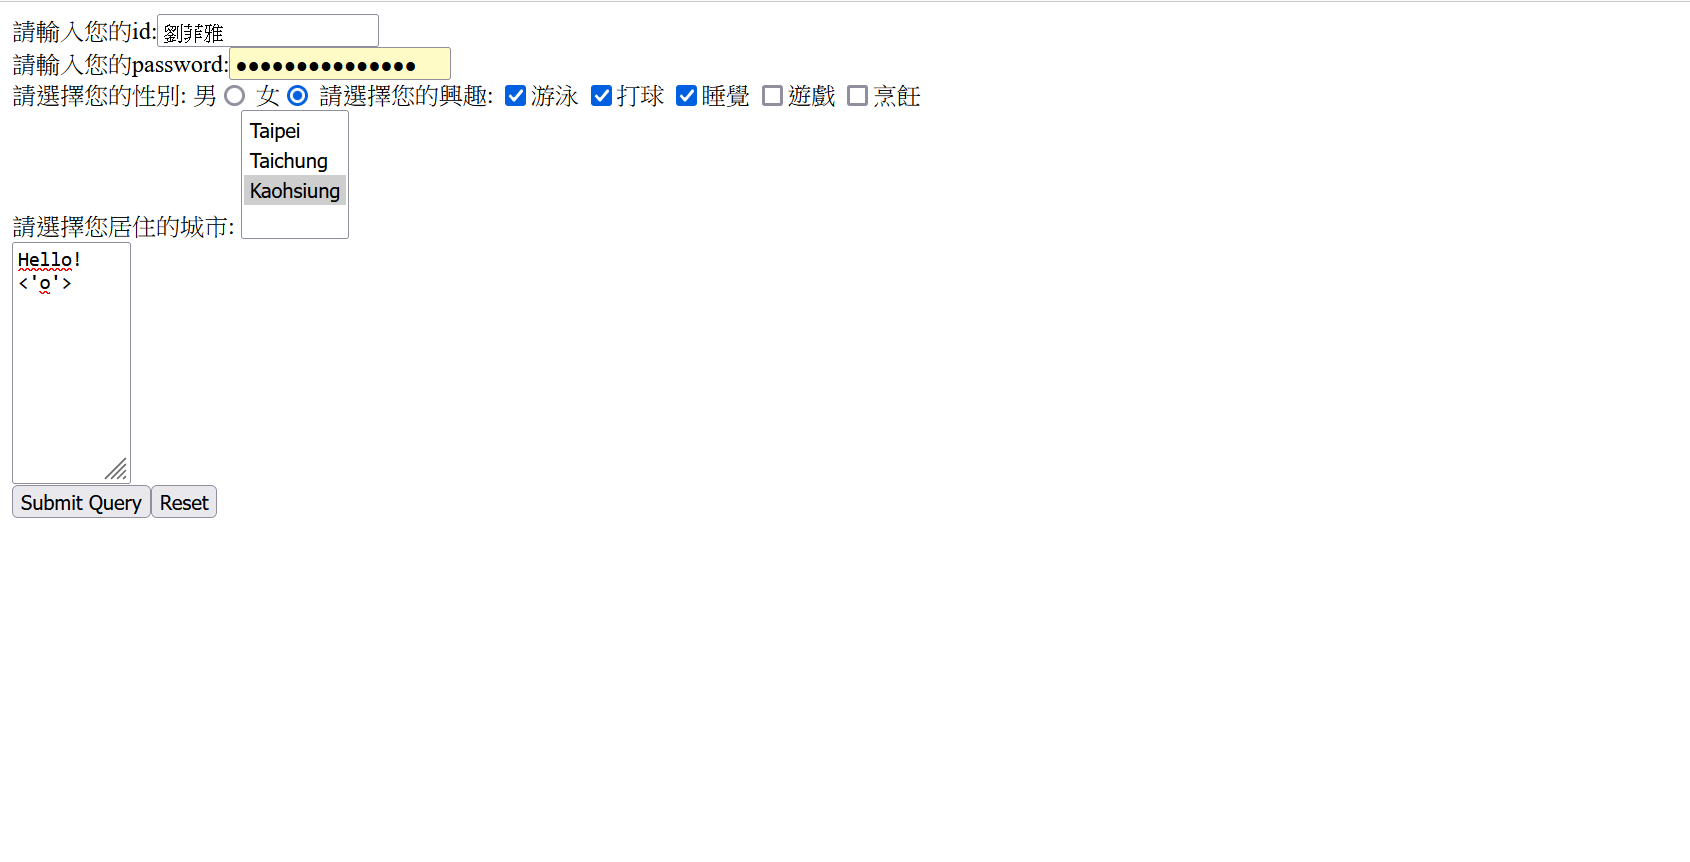 請輸入您的id:劉菲雅
請輸入您的password:●●●●●●●●●●●●●●●
請選擇您的性別: 男 女 請選擇您的興趣: 游泳 打球 睡覺 遊戲 烹飪
Taipei
Taichung
Kaohsiung
請選擇您居住的城市:
Hello!
<'o'>
Submit Query Reset